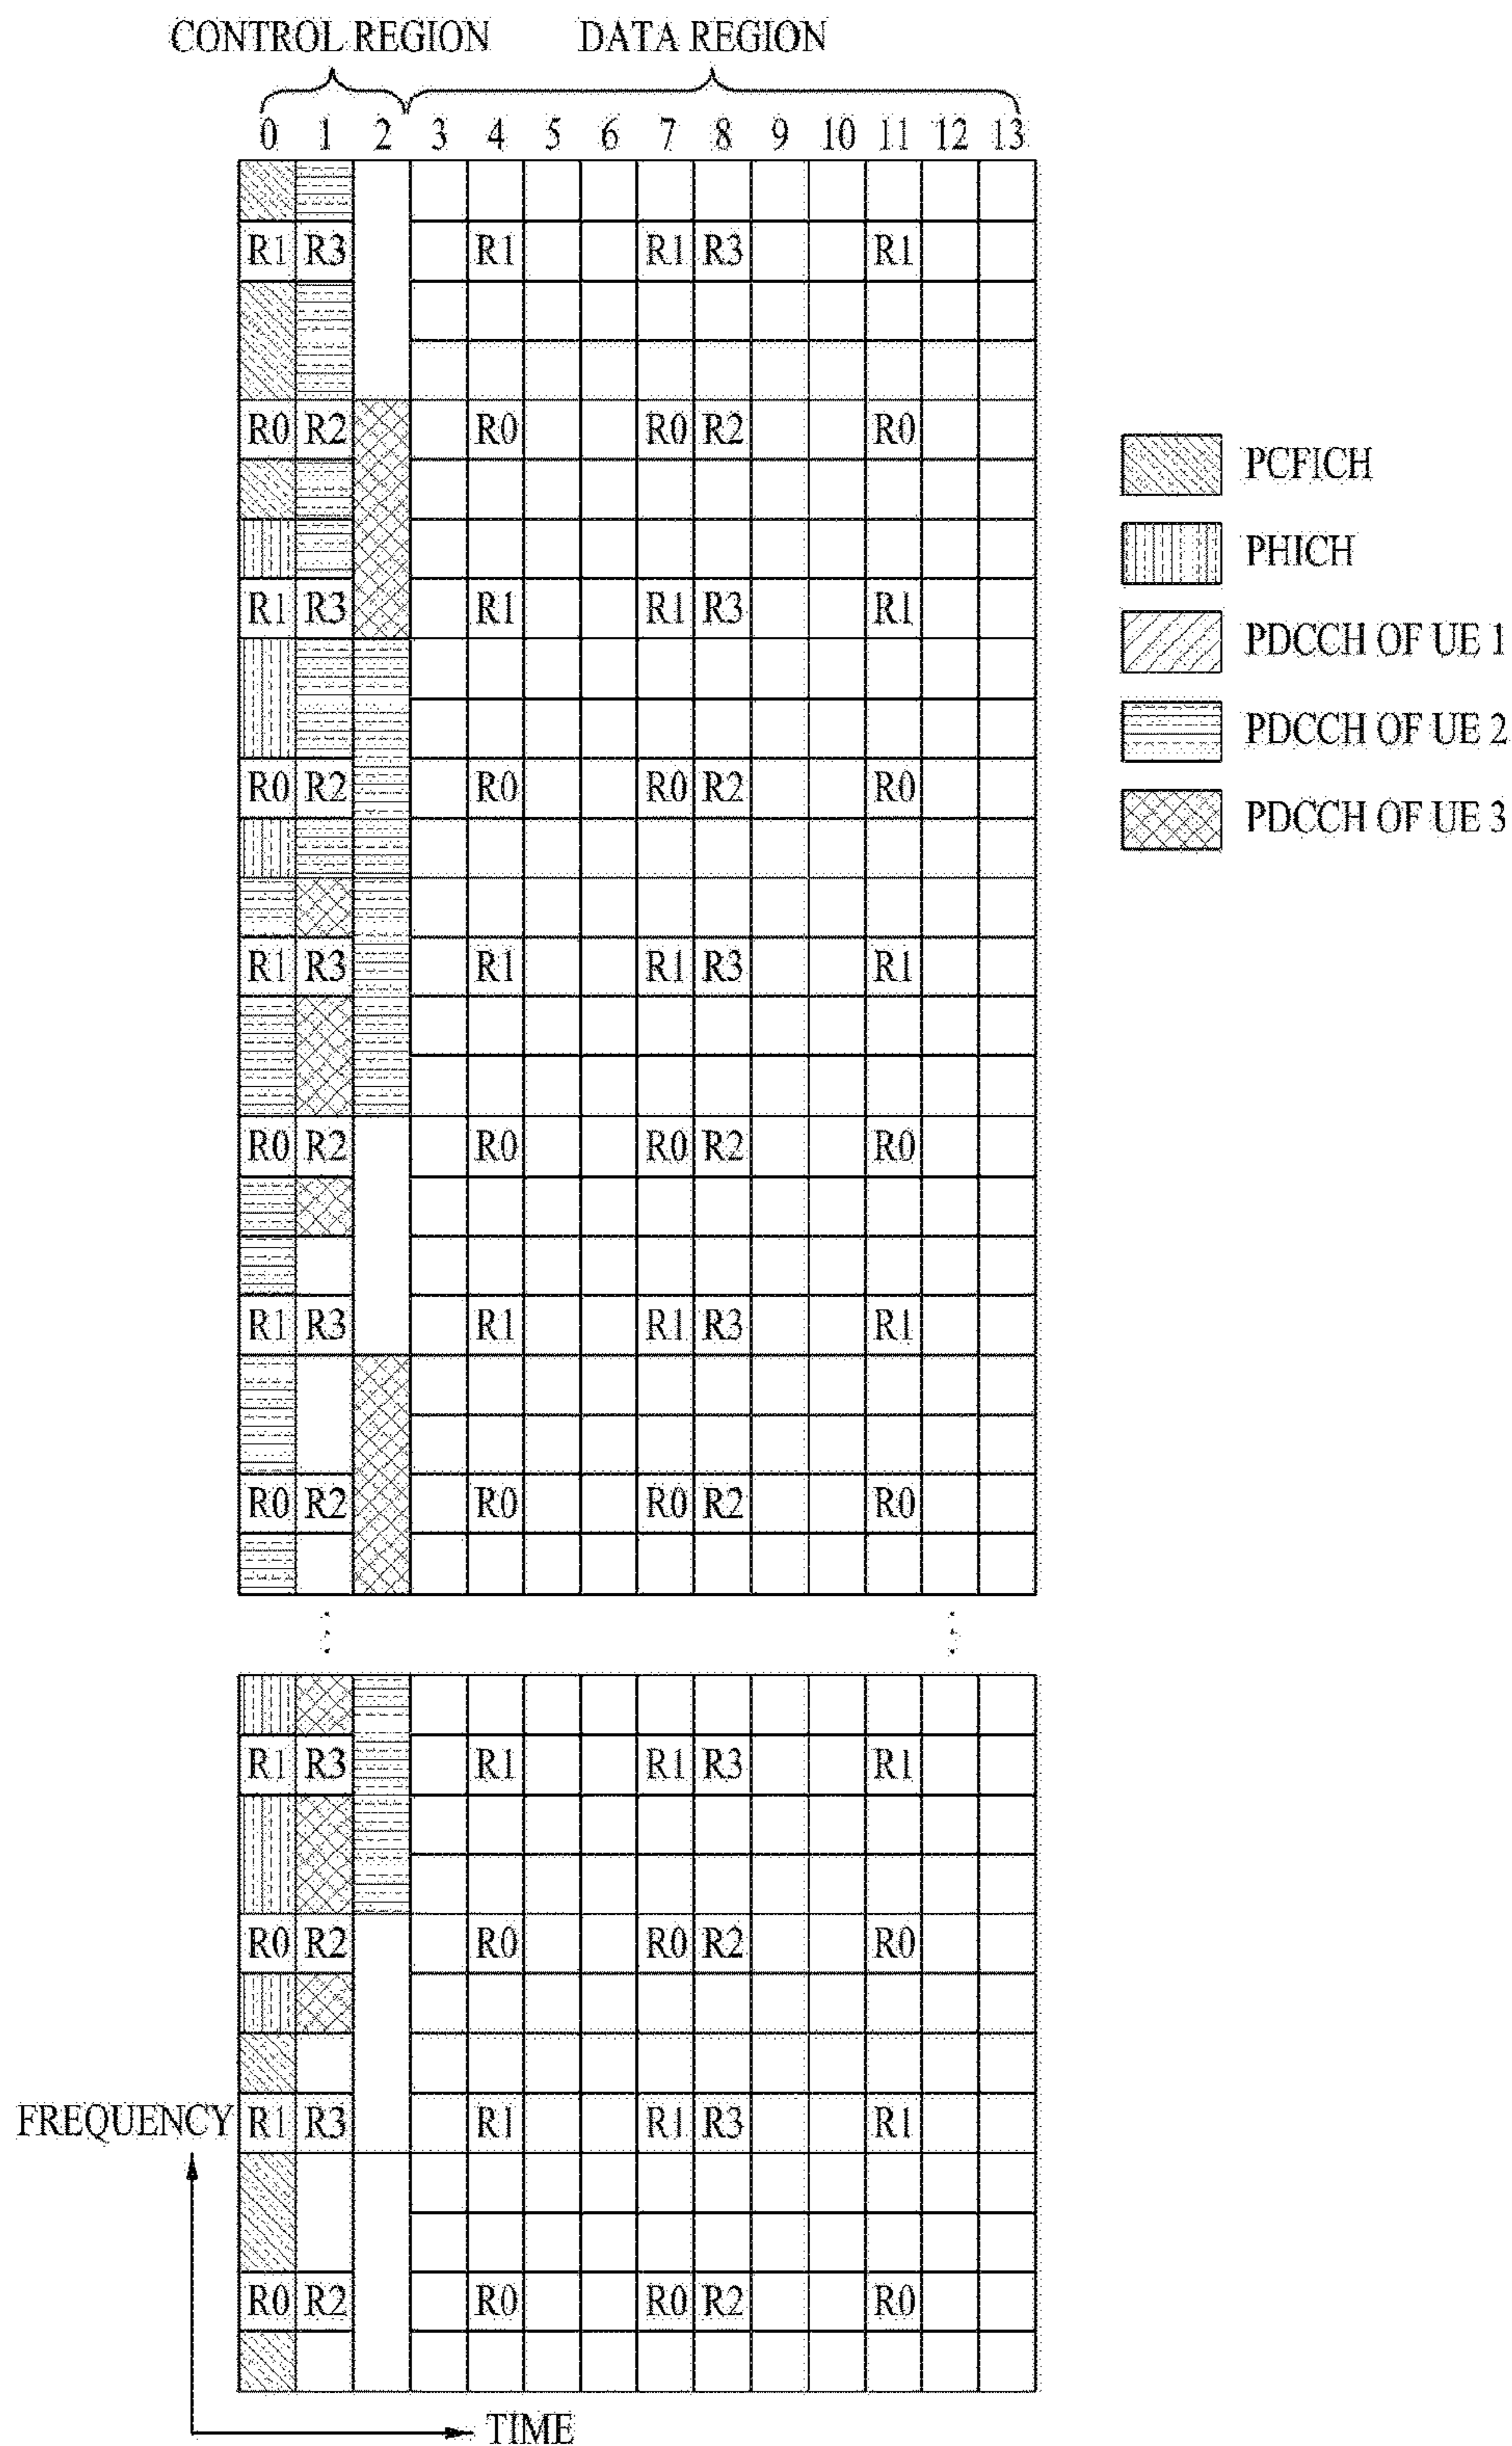 CONTROL REGION DATA REGION
0 1 2 3 4 5 6 7 8 9 10 11 12 13
R1 R3 R1 R1 R3 R1
R0 R2 R0 R0 R2 R0
PCFICH
PHICH
R1 R3 R1 R1 R3 R1
PDCCH OF UE 1
PDCCH OF UE 2
R0 R2 R0 R0 R2 R0
PDCCH OF UE 3
R1 R3 R1 R1 R3 R1
R0 R2 R0 R0 R2 R0
R1 R3 R1 R1 R3 R1
R0 R2 R0 R0 R2 R0
R1 R3 R1 R1 R3 R1
R0 R2 R0 R0 R2 R0
FREQUENCY R1 R3 R1 R1 R3 R1
R0 R2 R0 R0 R2 R0
TIME